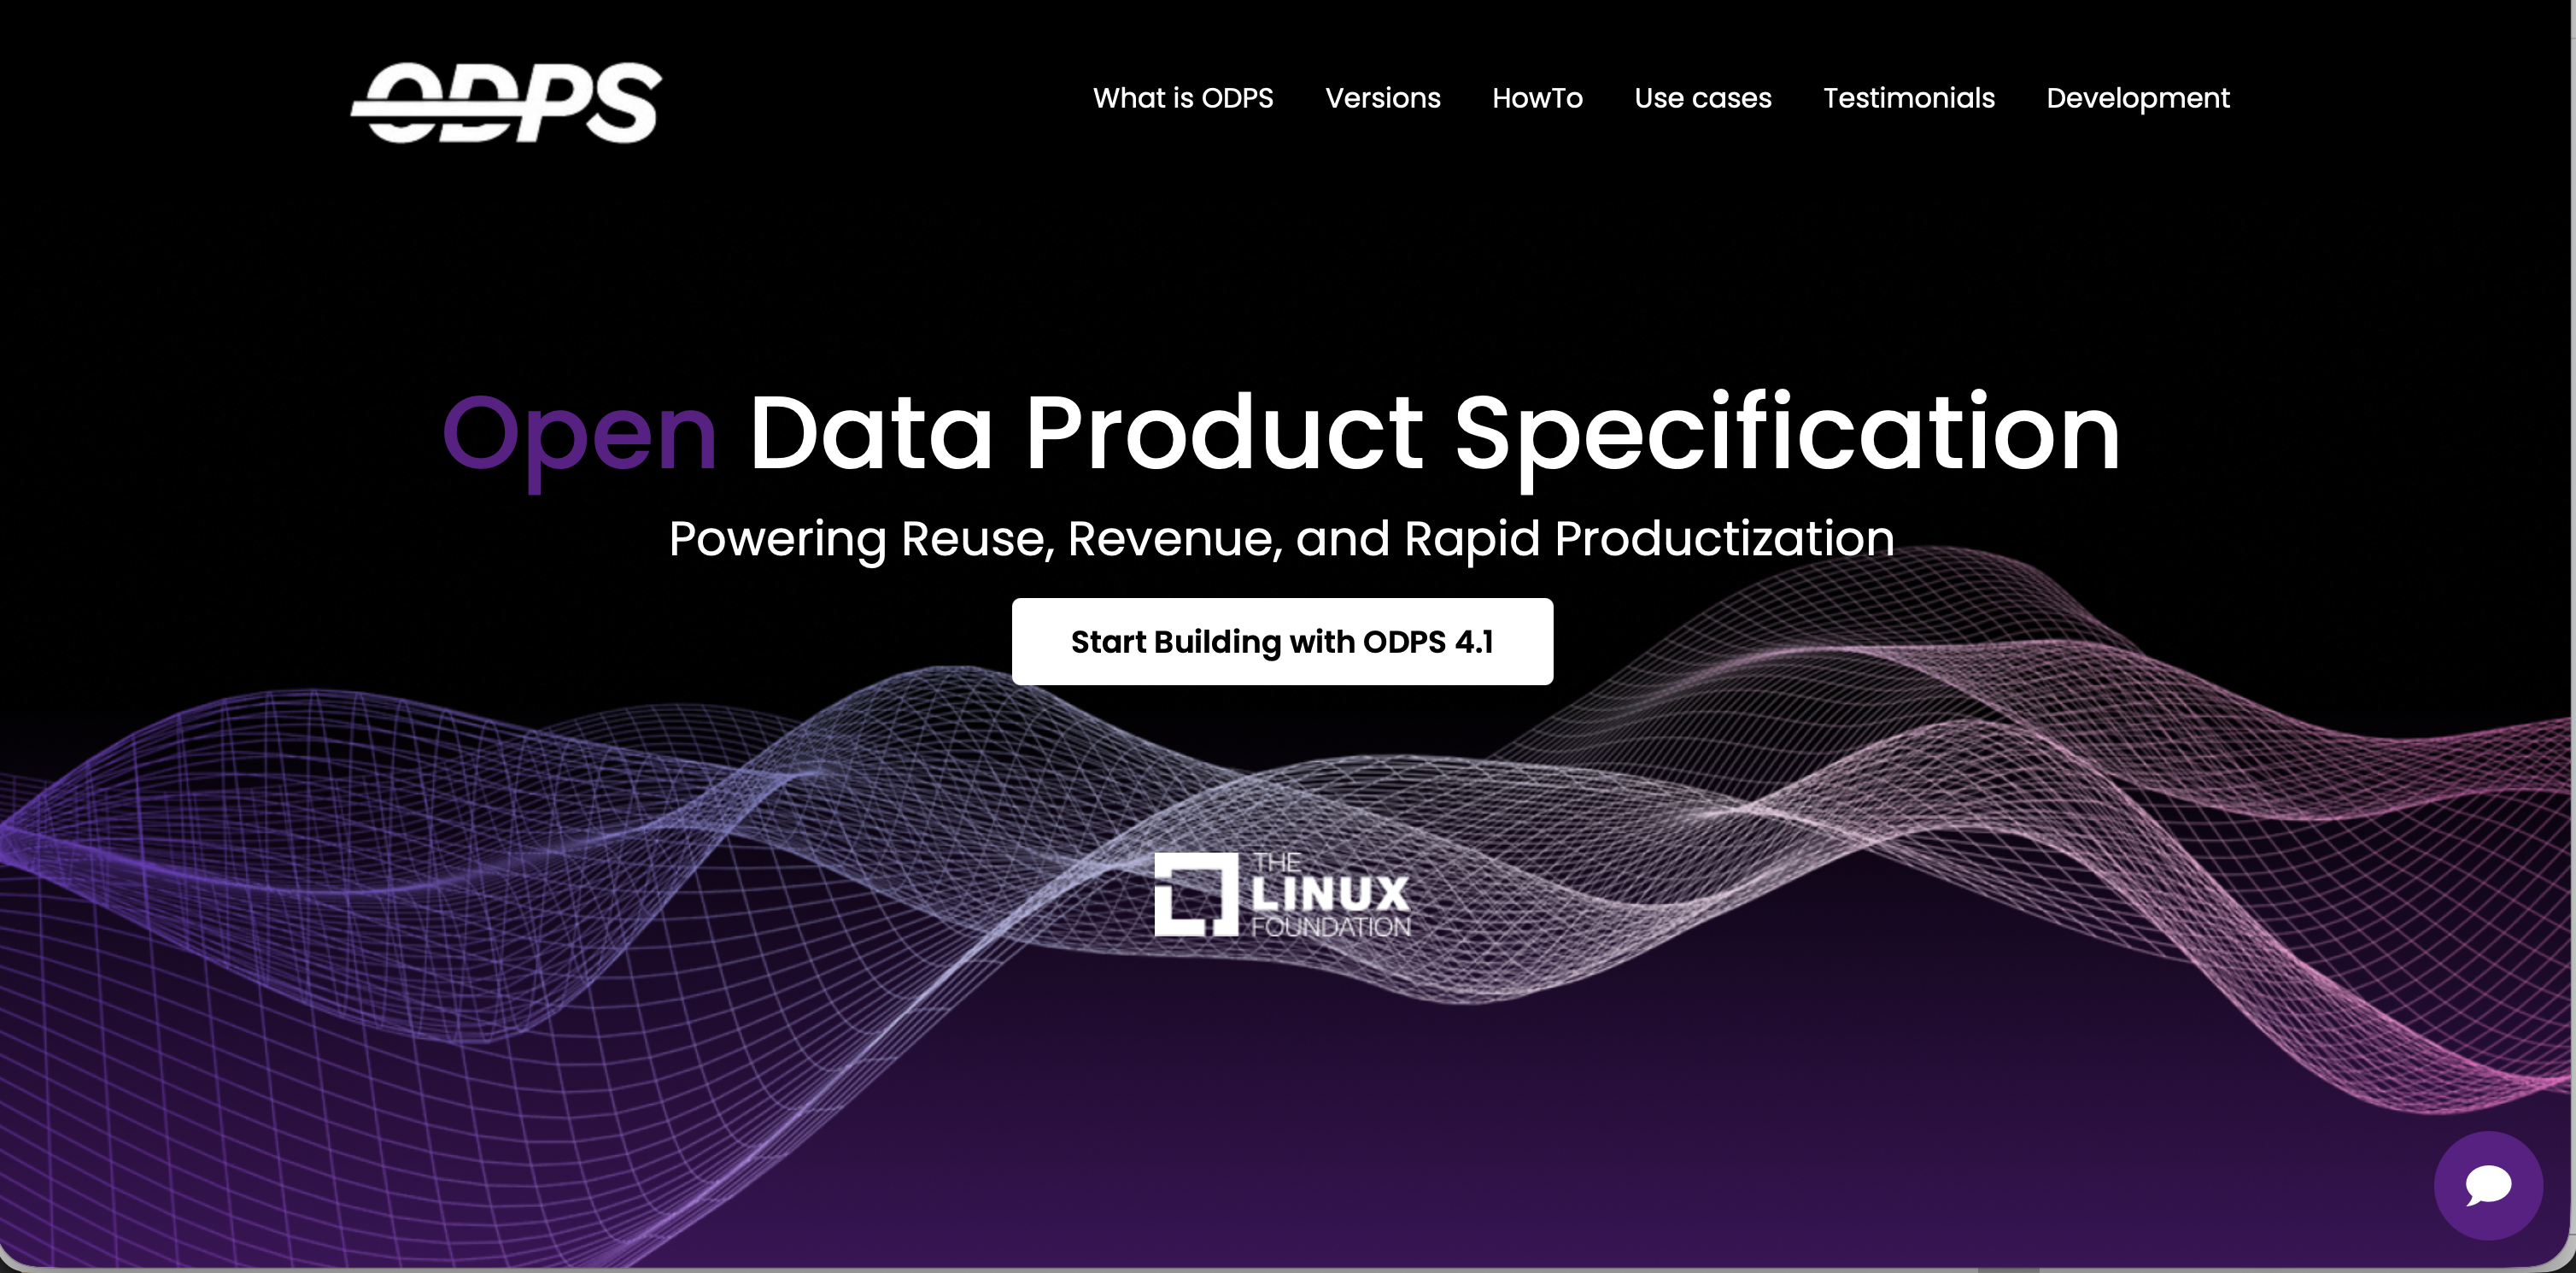 ODPS
What is ODPS Versions HowTo Use cases Testimonials Development
Open Data Product Specification
Powering Reuse, Revenue, and Rapid Productization
Start Building with ODPS 4.1
THE
LINUX
FOUNDATION